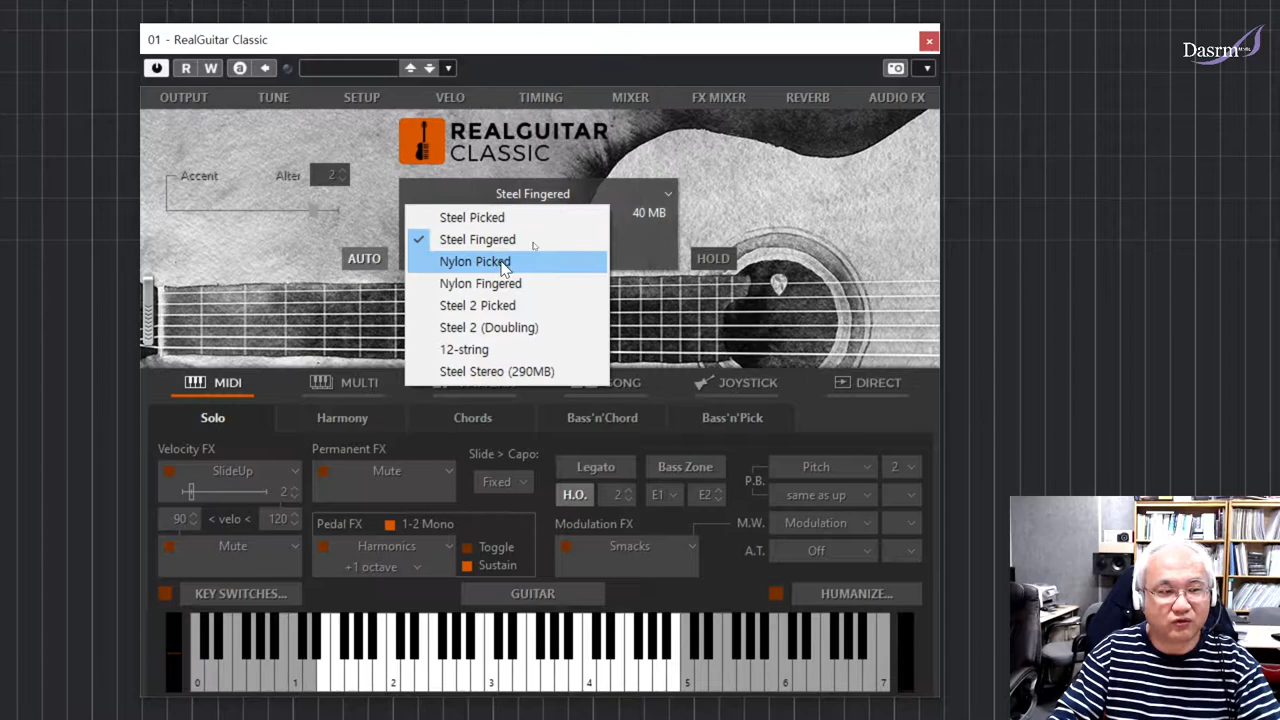 01 - RealGuitar Classic
Dasrm Music
R W a
OUTPUT TUNE SETUP VELO TIMING MIXER FX MIXER REVERB AUDIO FX
REALGUITAR
CLASSIC
Accent Alter 2
Steel Fingered
40 MB
Steel Picked
Steel Fingered
Nylon Picked
Nylon Fingered
Steel 2 Picked
Steel 2 (Doubling)
12-string
Steel Stereo (290MB)
AUTO HOLD
MIDI MULTI SONG JOYSTICK DIRECT
Solo Harmony Chords Bass'n'Chord Bass'n'Pick
Velocity FX Permanent FX Slide > Capo:
SlideUp Mute Legato Bass Zone Pitch 2
2 Fixed H.O. 2 E1 E2 P.B. same as up
90 < velo < 120 Pedal FX 1-2 Mono Modulation FX M.W. Modulation
Mute Harmonics Toggle Smacks A.T. Off
+1 octave Sustain
KEY SWITCHES... GUITAR HUMANIZE...
0 1 2 3 4 5 6 7